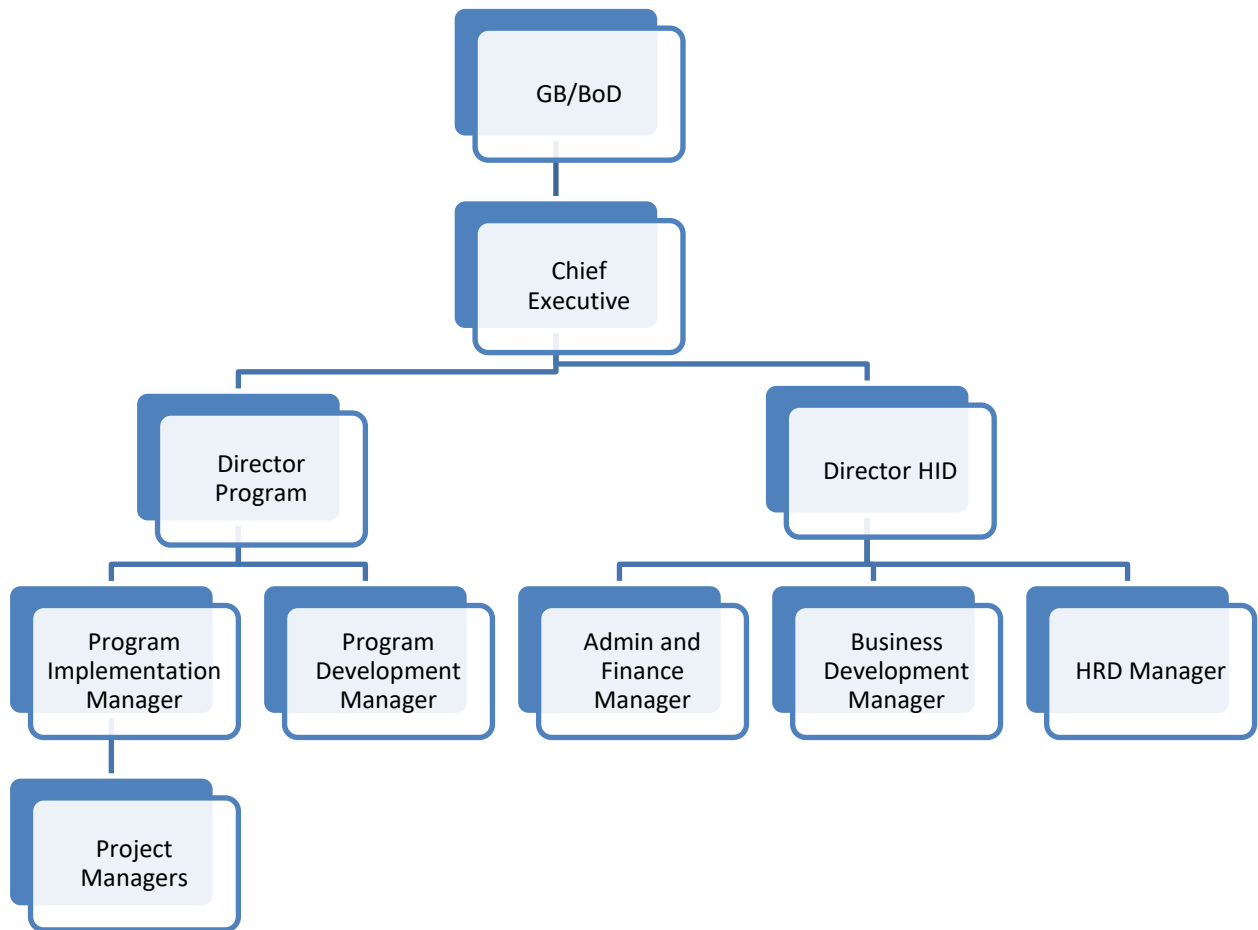 GB/BoD
Chief
Executive
Director
Program
Director HID
Program
Implementation
Manager
Program
Development
Manager
Admin and
Finance
Manager
Business
Development
Manager
HRD Manager
Project
Managers